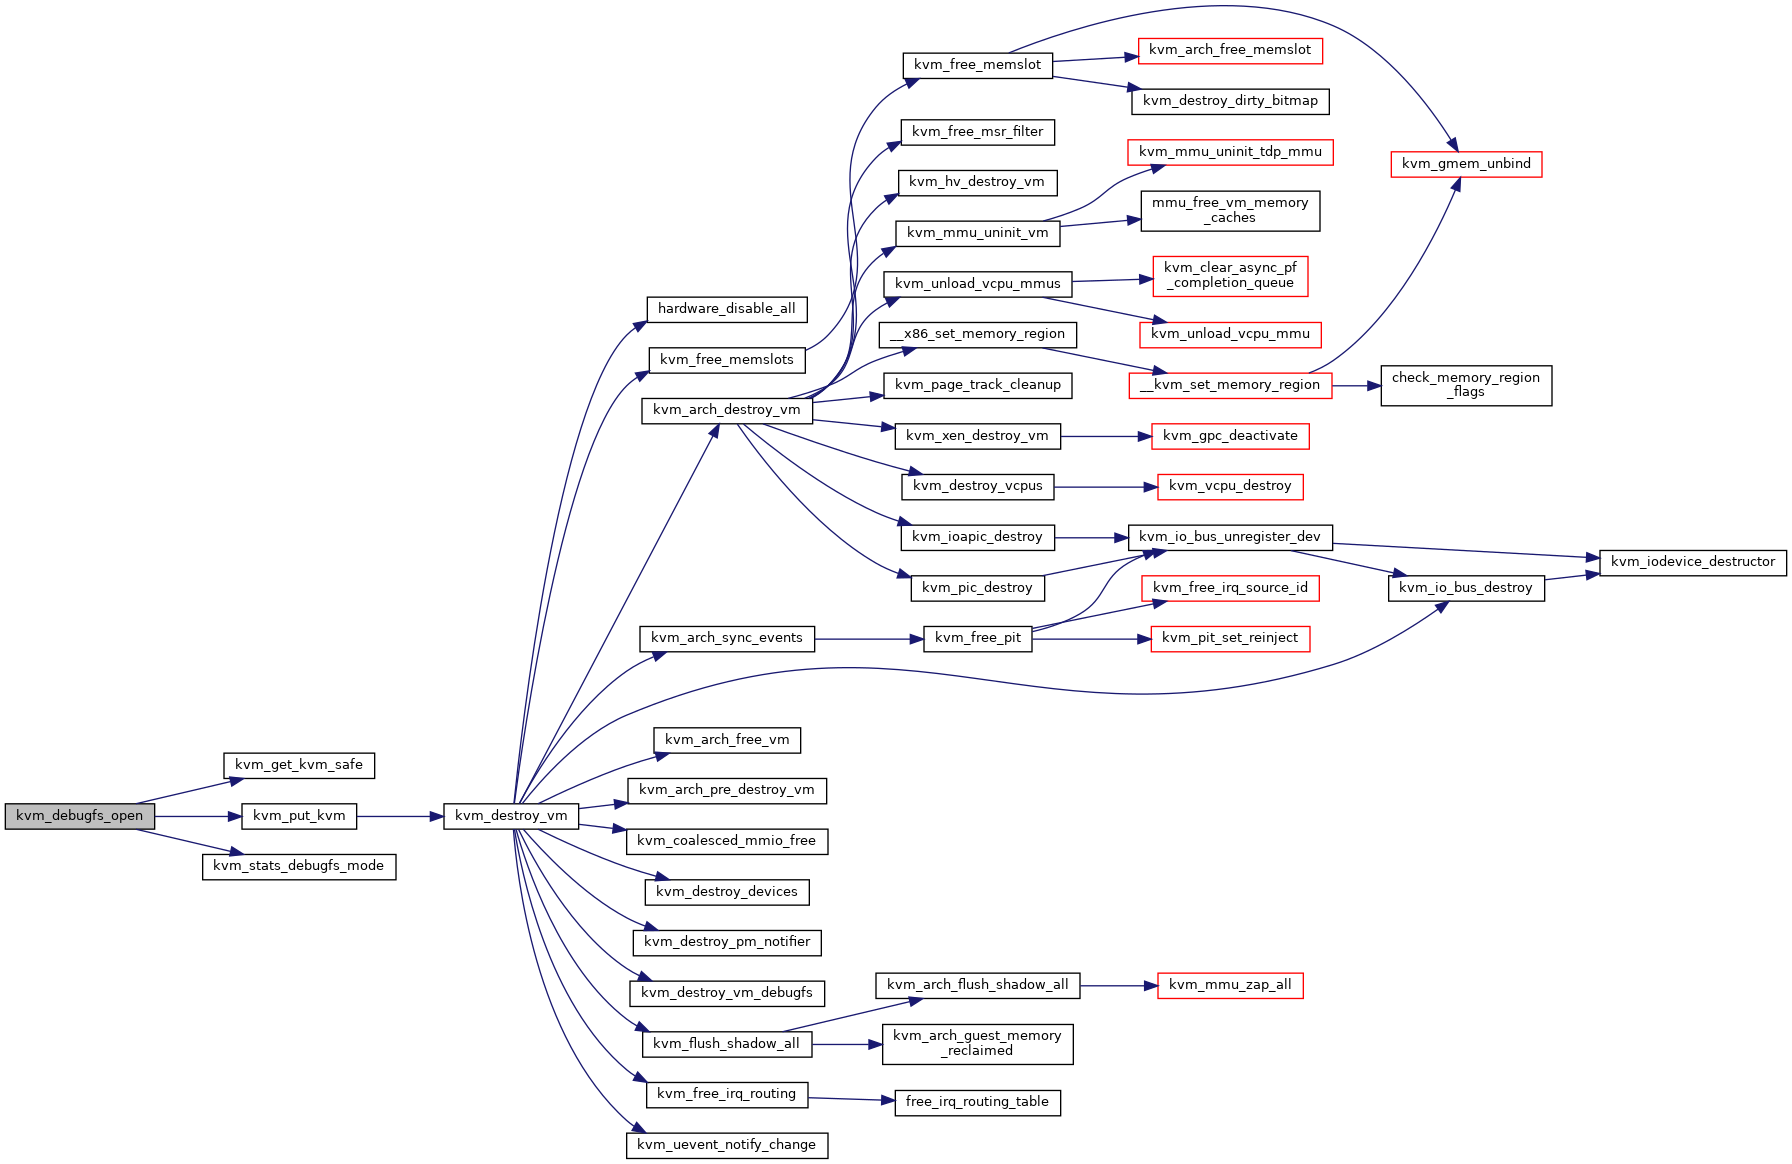 kvm_debugfs_open
kvm_get_kvm_safe
kvm_put_kvm
kvm_stats_debugfs_mode
kvm_destroy_vm
hardware_disable_all
kvm_free_memslots
kvm_arch_destroy_vm
kvm_arch_sync_events
kvm_arch_free_vm
kvm_arch_pre_destroy_vm
kvm_coalesced_mmio_free
kvm_destroy_devices
kvm_destroy_pm_notifier
kvm_destroy_vm_debugfs
kvm_flush_shadow_all
kvm_free_irq_routing
kvm_uevent_notify_change
kvm_free_memslot
kvm_free_msr_filter
kvm_hv_destroy_vm
kvm_mmu_uninit_vm
kvm_unload_vcpu_mmus
__x86_set_memory_region
kvm_page_track_cleanup
kvm_xen_destroy_vm
kvm_destroy_vcpus
kvm_ioapic_destroy
kvm_pic_destroy
kvm_free_pit
kvm_arch_flush_shadow_all
kvm_arch_guest_memory
_reclaimed
free_irq_routing_table
kvm_arch_free_memslot
kvm_destroy_dirty_bitmap
kvm_mmu_uninit_tdp_mmu
mmu_free_vm_memory
_caches
kvm_clear_async_pf
_completion_queue
kvm_unload_vcpu_mmu
__kvm_set_memory_region
kvm_gpc_deactivate
kvm_vcpu_destroy
kvm_io_bus_unregister_dev
kvm_free_irq_source_id
kvm_pit_set_reinject
kvm_mmu_zap_all
kvm_gmem_unbind
check_memory_region
_flags
kvm_io_bus_destroy
kvm_iodevice_destructor